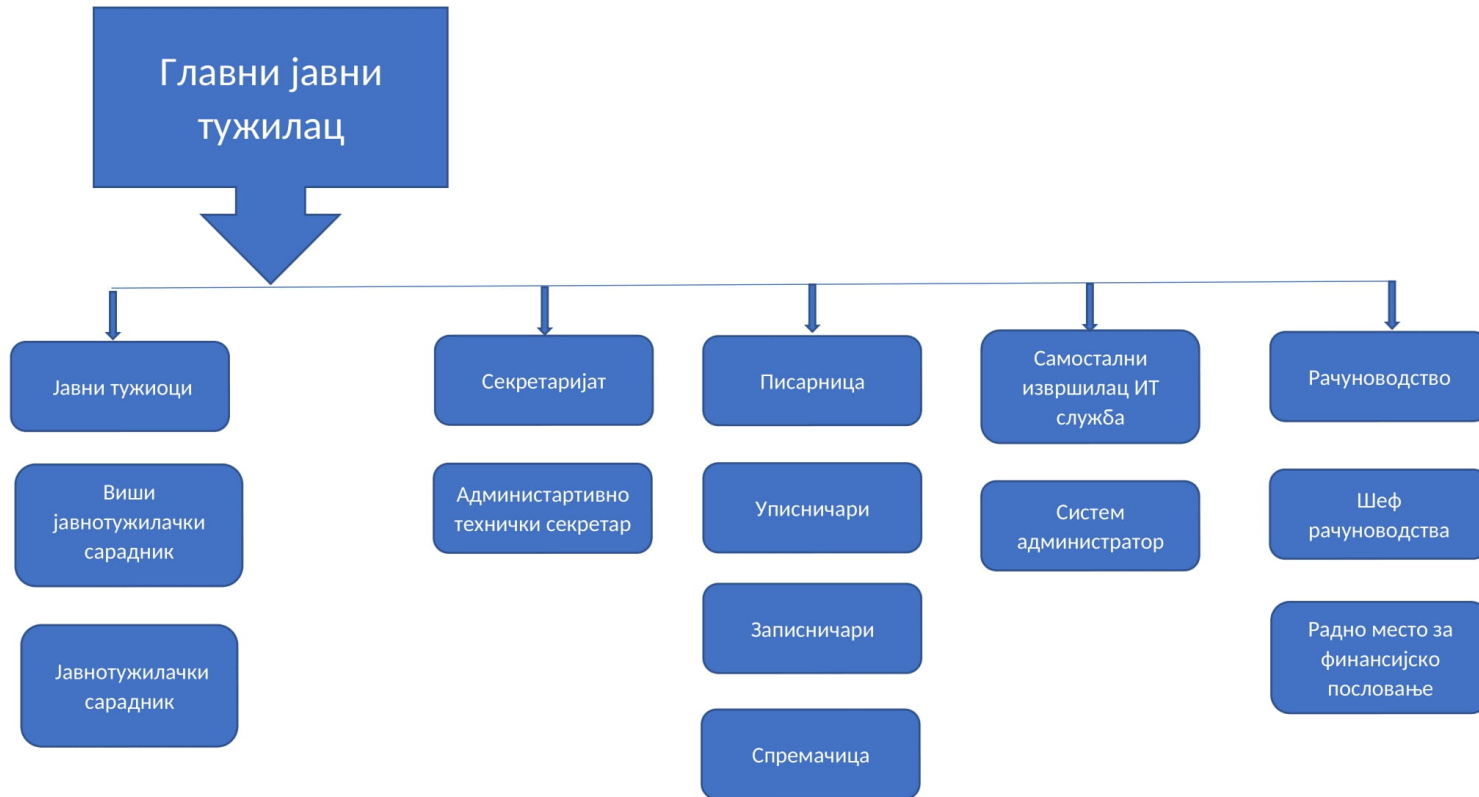 Главни јавни
тужилац
Јавни тужиоци
Секретаријат
Писарница
Самостални
извршилац ИТ
служба
Рачуноводство
Виши
јавнотужилачки
сарадник
Администартивно
технички секретар
Уписничари
Систем
администратор
Шеф
рачуноводства
Јавнотужилачки
сарадник
Записничари
Радно место за
финансијско
пословање
Спремачица